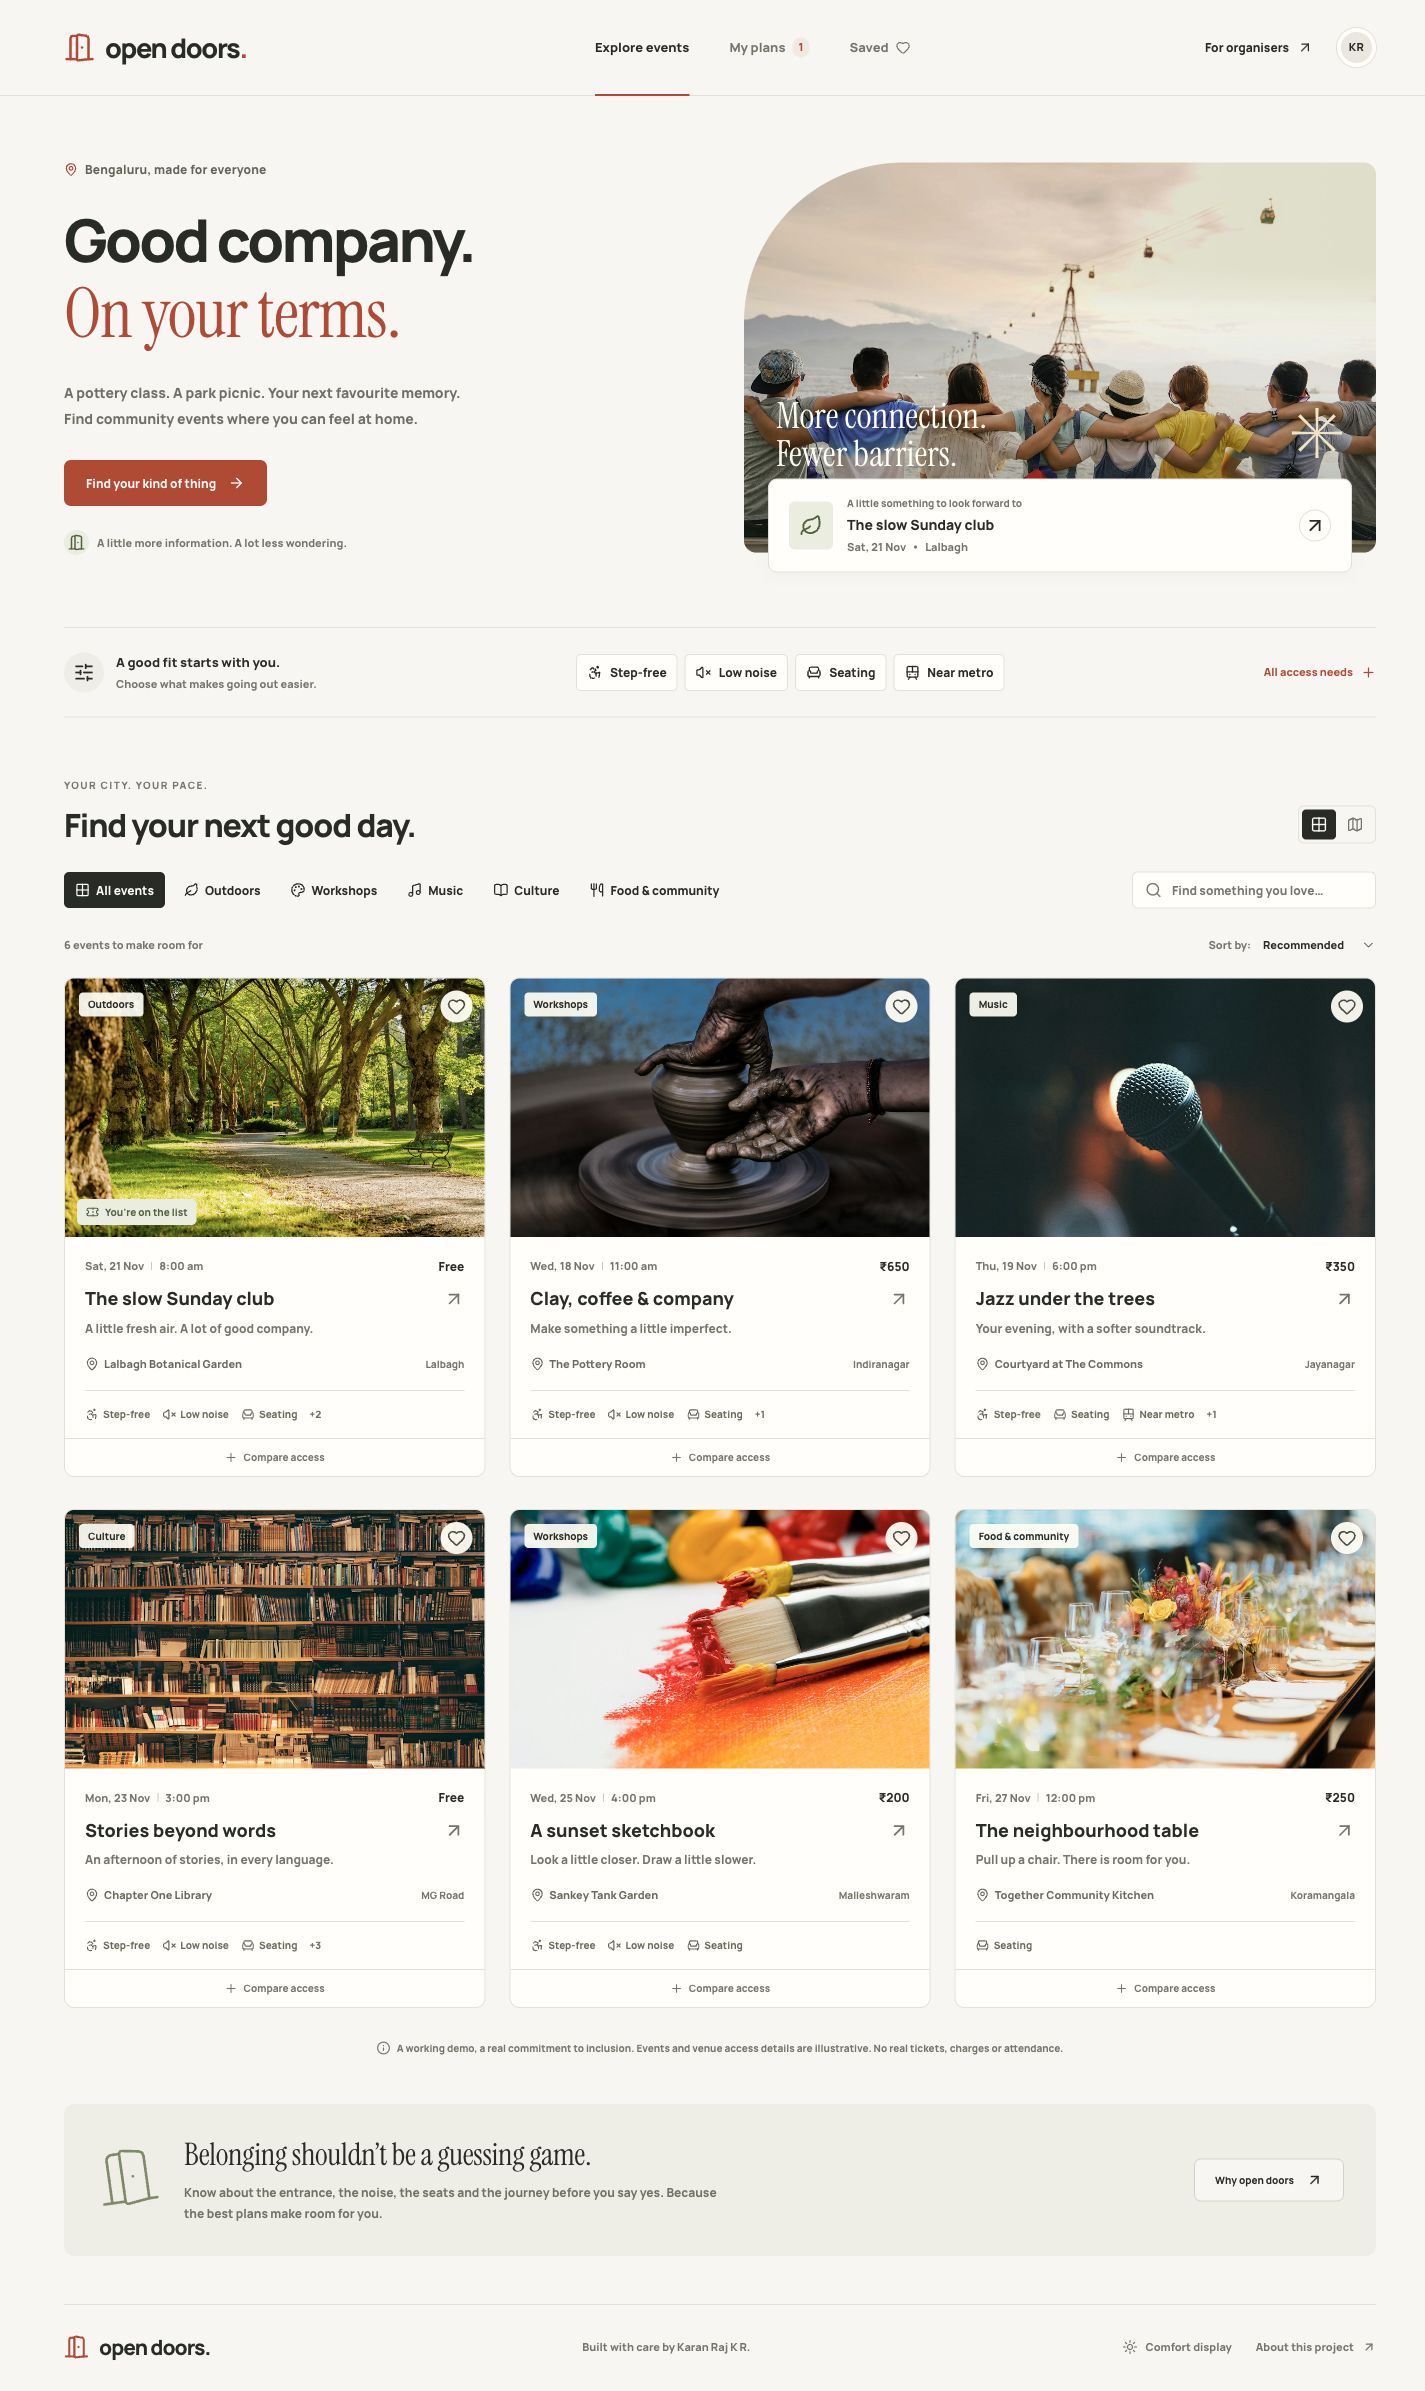 open doors.
Explore events
My plans 1
Saved
For organisers
KR
Bengaluru, made for everyone
Good company.
On your terms.
A pottery class. A park picnic. Your next favourite memory.
Find community events where you can feel at home.
Find your kind of thing
A little more information. A lot less wondering.
More connection.
Fewer barriers.
A little something to look forward to
The slow Sunday club
Sat, 21 Nov • Lalbagh
A good fit starts with you.
Choose what makes going out easier.
Step-free
Low noise
Seating
Near metro
All access needs
YOUR CITY. YOUR PACE.
Find your next good day.
All events
Outdoors
Workshops
Music
Culture
Food & community
Find something you love...
6 events to make room for
Sort by: Recommended
Outdoors
You're on the list
Sat, 21 Nov | 8:00 am
Free
The slow Sunday club
A little fresh air. A lot of good company.
Lalbagh Botanical Garden
Lalbagh
Step-free Low noise Seating +2
Compare access
Workshops
Wed, 18 Nov | 11:00 am
₹650
Clay, coffee & company
Make something a little imperfect.
The Pottery Room
Indiranagar
Step-free Low noise Seating +1
Compare access
Music
Thu, 19 Nov | 6:00 pm
₹350
Jazz under the trees
Your evening, with a softer soundtrack.
Courtyard at The Commons
Jayanagar
Step-free Seating Near metro +1
Compare access
Culture
Mon, 23 Nov | 3:00 pm
Free
Stories beyond words
An afternoon of stories, in every language.
Chapter One Library
MG Road
Step-free Low noise Seating +3
Compare access
Workshops
Wed, 25 Nov | 4:00 pm
₹200
A sunset sketchbook
Look a little closer. Draw a little slower.
Sankey Tank Garden
Malleshwaram
Step-free Low noise Seating
Compare access
Food & community
Fri, 27 Nov | 12:00 pm
₹250
The neighbourhood table
Pull up a chair. There is room for you.
Together Community Kitchen
Koramangala
Seating
Compare access
A working demo, a real commitment to inclusion. Events and venue access details are illustrative. No real tickets, charges or attendance.
Belonging shouldn't be a guessing game.
Know about the entrance, the noise, the seats and the journey before you say yes. Because
the best plans make room for you.
Why open doors
open doors.
Built with care by Karan Raj K R.
Comfort display
About this project